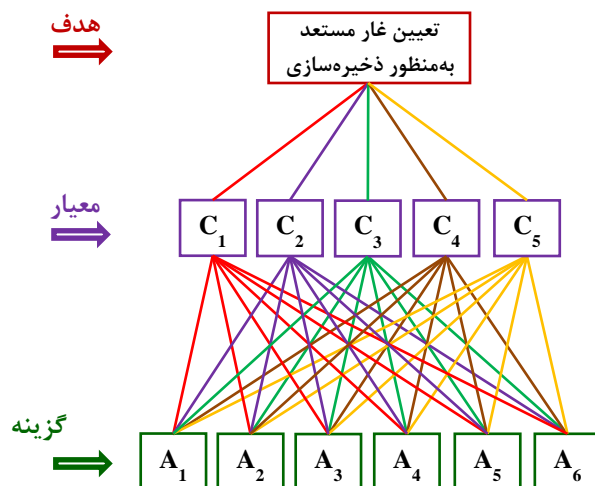 هدف
تعیین غار مستعد
به‌منظور ذخیره‌سازی
معیار
C1 C2 C3 C4 C5
گزینه
A1 A2 A3 A4 A5 A6